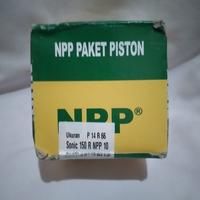 NPP PAKET PISTON
NPP®
Ukuran P 14 R 66
Sonic 150 R NPP 10